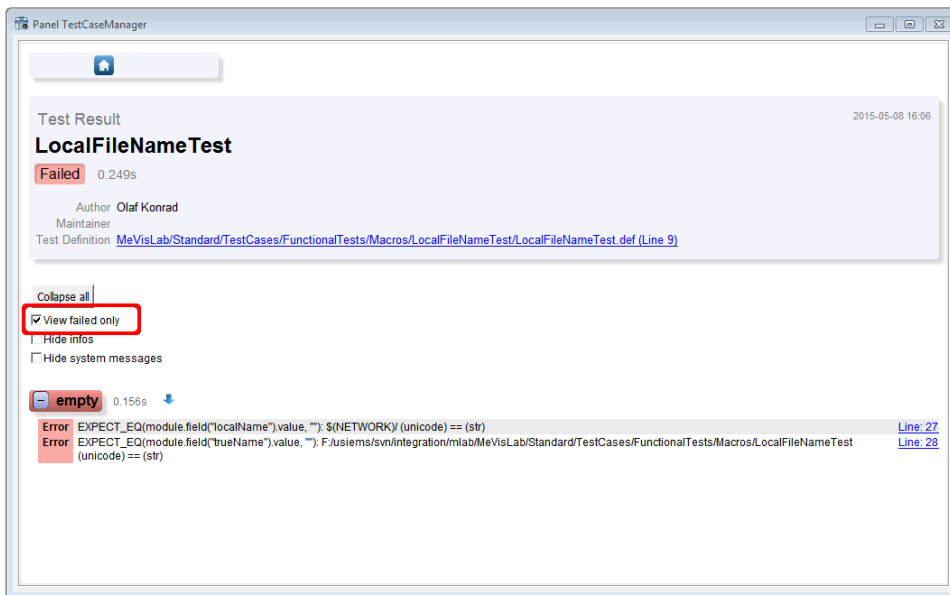 Panel TestCaseManager
Test Result
2015-05-08 16:06
LocalFileNameTest
Failed 0.249s
Author Olaf Konrad
Maintainer
Test Definition MeVisLab/Standard/TestCases/FunctionalTests/Macros/LocalFileNameTest/LocalFileNameTest.def (Line 9)
Collapse all
View failed only
Hide infos
Hide system messages
empty 0.156s
Error EXPECT_EQ(module.field("localName").value, ""): $(NETWORK)/ (unicode) == (str) Line: 27
Error EXPECT_EQ(module.field("trueName").value, ""): F:/usiems/svn/integration/mlab/MeVisLab/Standard/TestCases/FunctionalTests/Macros/LocalFileNameTest Line: 28
(unicode) == (str)